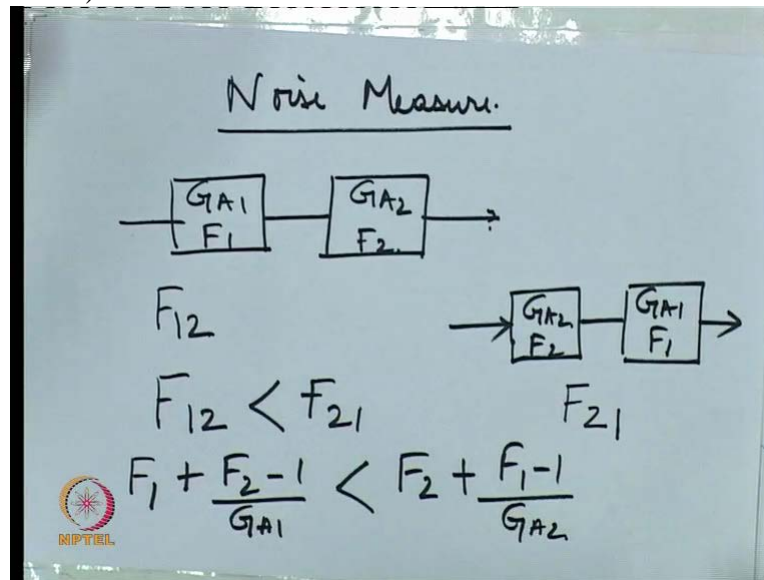 Noise Measure.
GA1
F1
GA2
F2.
F12
GA2
F2
GA1
F1
F12 < F21
F21
F1 + F2 - 1 / GA1 < F2 + F1 - 1 / GA2
NPTEL